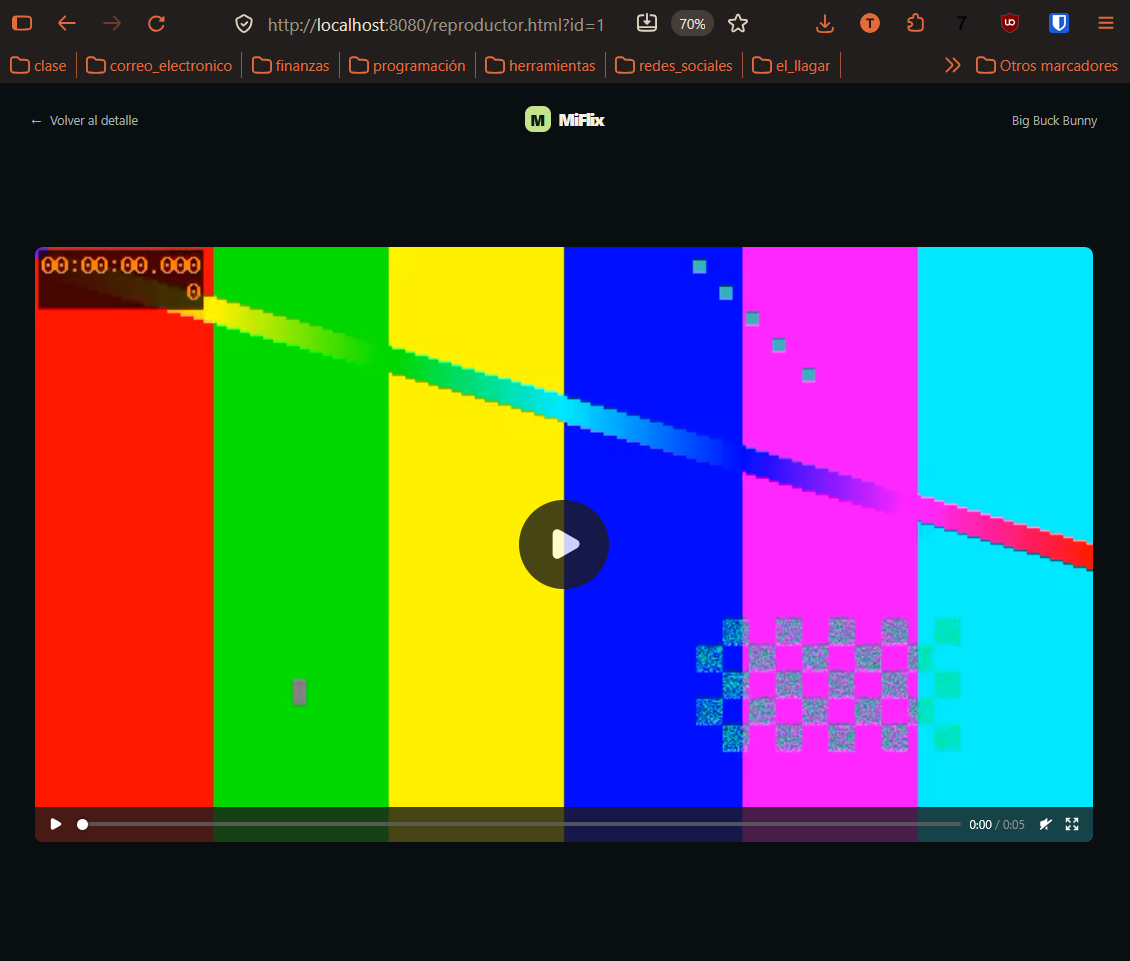 http://localhost:8080/reproductor.html?id=1 70% T 7 UO
clase correo_electronico finanzas programación herramientas redes_sociales el_llagar Otros marcadores
← Volver al detalle M MiFlix Big Buck Bunny
00:00:00.000
0
0:00 / 0:05